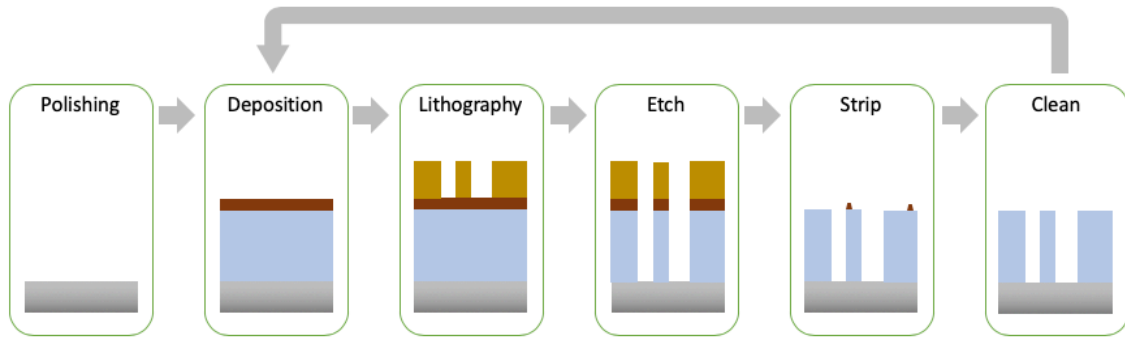 Polishing
Deposition
Lithography
Etch
Strip
Clean